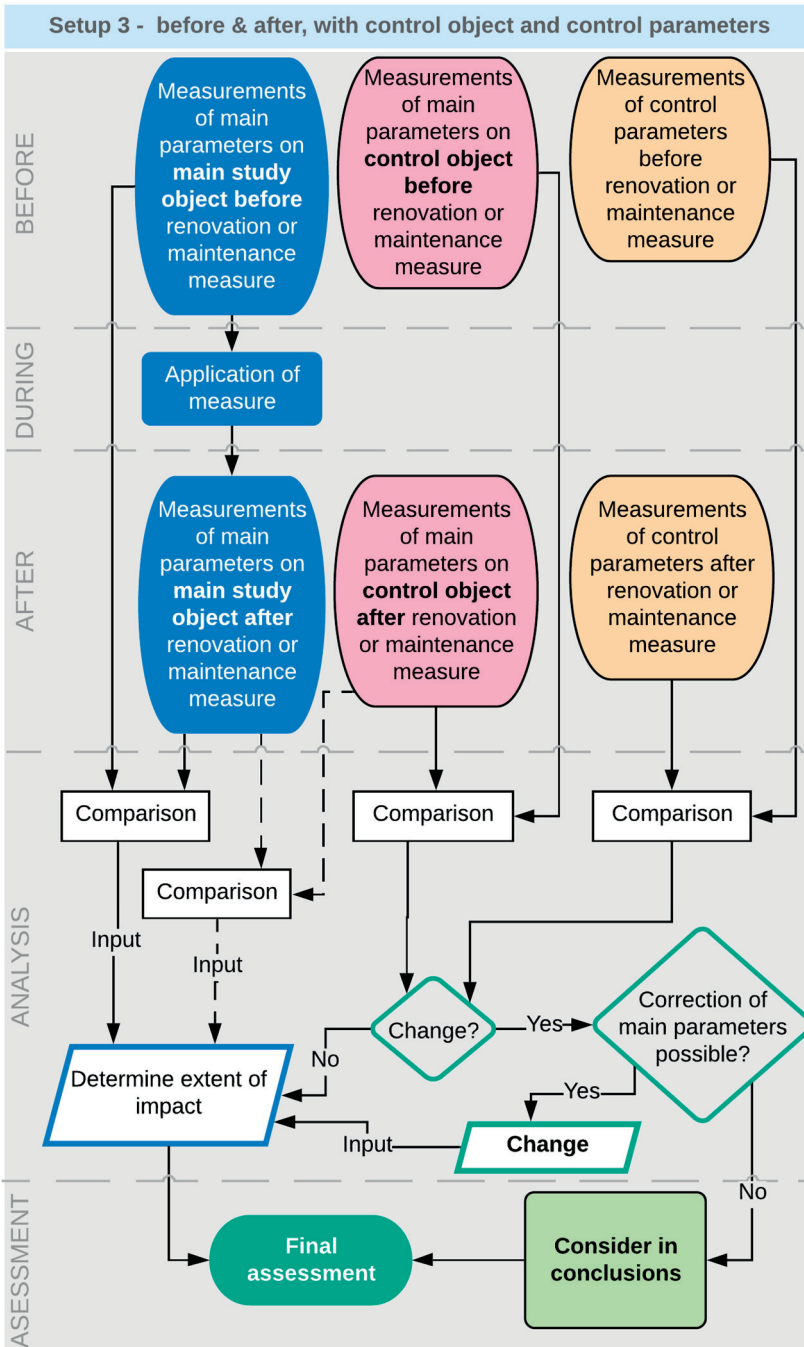 Setup 3 - before & after, with control object and control parameters
BEFORE
Measurements
of main
parameters on
main study
object before
renovation or
maintenance
measure
Measurements
of main
parameters on
control object
before
renovation or
maintenance
measure
Measurements
of control
parameters
before
renovation or
maintenance
measure
DURING
Application of
measure
AFTER
Measurements
of main
parameters on
main study
object after
renovation or
maintenance
measure
Measurements
of main
parameters on
control object
after renovation
or maintenance
measure
Measurements
of control
parameters after
renovation or
maintenance
measure
ANALYSIS
Comparison
Comparison
Comparison
Comparison
Input
Input
Change?
Yes
Correction of
main parameters
possible?
No
Determine extent of
impact
Yes
Input
Change
No
ASESSMENT
Final
assessment
Consider in
conclusions